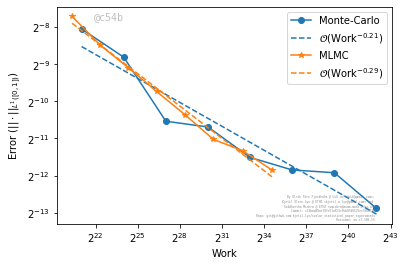 @c54b
Monte-Carlo
𝒪(Work^−0.21)
MLMC
𝒪(Work^−0.29)
Error (||·||_L¹([0,1]))
2^−8
2^−9
2^−10
2^−11
2^−12
2^−13
2^22
2^25
2^28
2^31
2^34
2^37
2^40
2^43
Work